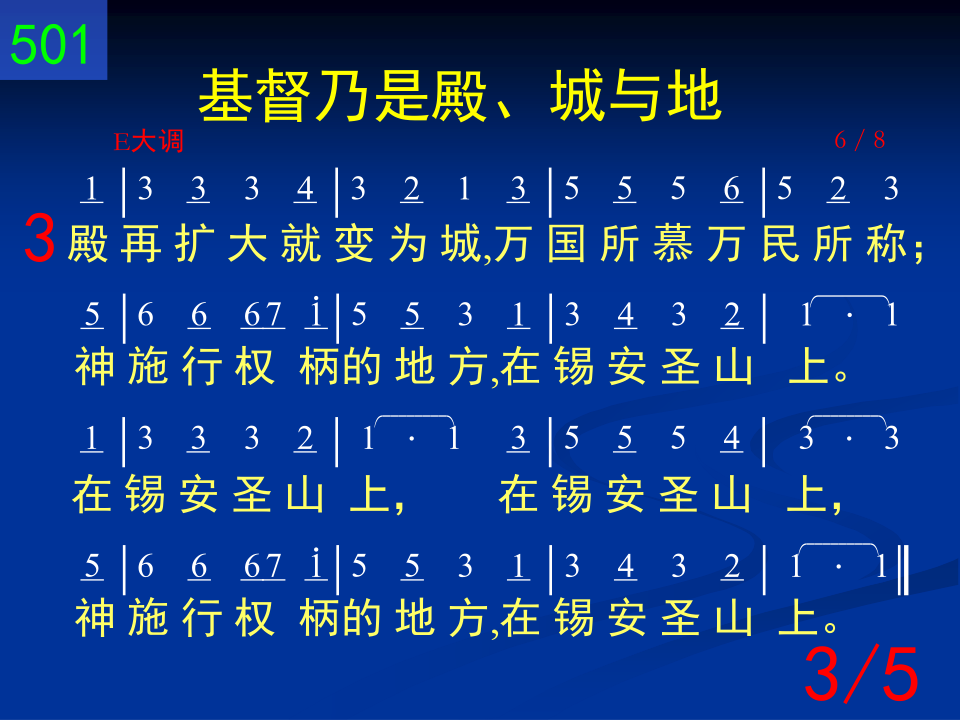 501
基督乃是殿、城与地
E大调 6/8
1 | 3 3 3 4 | 3 2 1 3 | 5 5 5 6 | 5 2 3
3 殿再扩大就变为城,万国所慕万民所称；
5 | 6 6 67 i | 5 5 3 1 | 3 4 3 2 | 1 · 1
神施行权 柄的地方,在锡安圣山 上。
1 | 3 3 3 2 | 1 · 1 3 | 5 5 5 4 | 3 · 3
在锡安圣山 上， 在锡安圣山 上，
5 | 6 6 67 i | 5 5 3 1 | 3 4 3 2 | 1 · 1 ‖
神施行权 柄的地方,在锡安圣山 上。
3/5